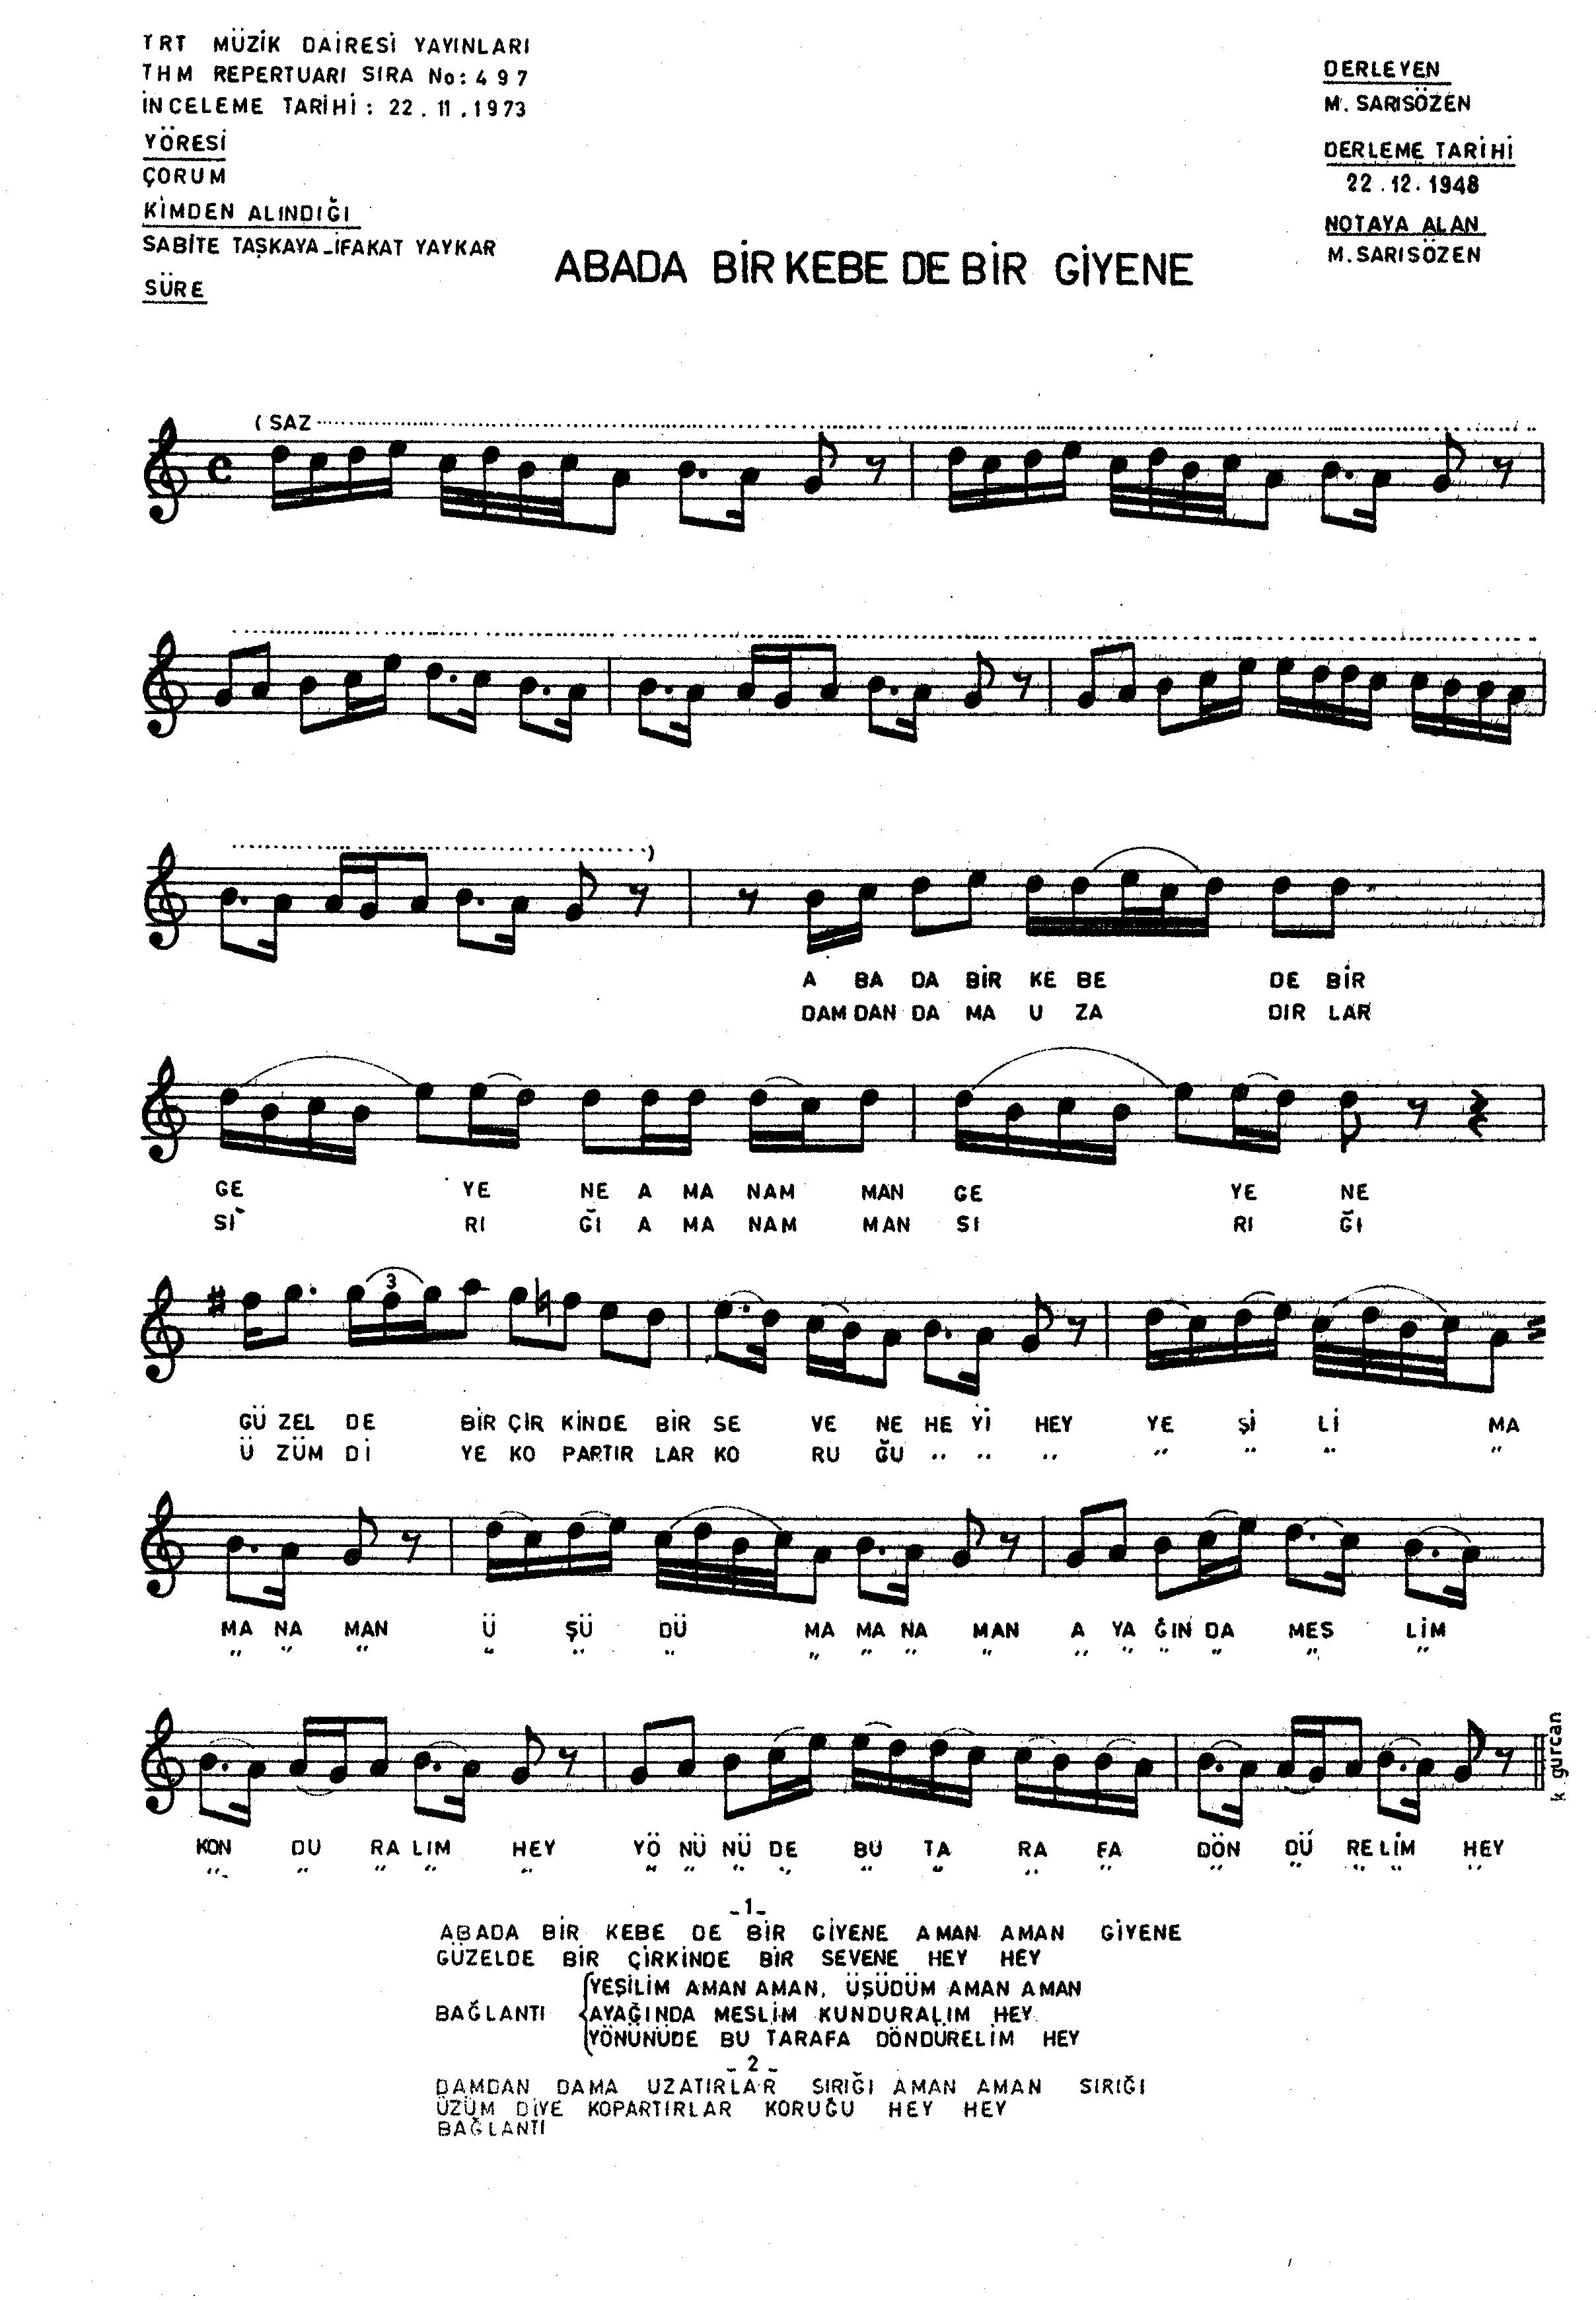 TRT MÜZİK DAİRESİ YAYINLARI
THM REPERTUARI SIRA No: 4 9 7
İNCELEME TARİHİ : 22 . 11 . 1973
YÖRESİ
ÇORUM
KİMDEN ALINDIĞI
SABİTE TAŞKAYA_İFAKAT YAYKAR
SÜRE
DERLEYEN
M. SARISÖZEN
DERLEME TARİHİ
22 . 12 . 1948
NOTAYA ALAN
M. SARISÖZEN
ABADA BİR KEBE DE BİR GİYENE
( SAZ )
A BA DA BİR KE BE DE BİR
DAM DAN DA MA U ZA DIR LAR
GE YE NE A MA NAM MAN GE YE NE
SI RI ĞI A MA NAM MAN SI RI ĞI
3
GÜ ZEL DE BİR ÇİR KİNDE BİR SE VE NE HE Yİ HEY YE Şİ Lİ MA
Ü ZÜM Dİ YE KO PARTIR LAR KO RU ĞU ,, ,, ,, ,, ,, ,, ,,
MA NA MAN Ü ŞÜ DÜ MA MA NA MAN A YA ĞIN DA MES LİM
,, ,, ,, ,, ,, ,, ,, ,, ,, ,, ,, ,, ,, ,, ,, ,,
KON DU RA LIM HEY YÖ NÜ NÜ DE BU TA RA FA DÖN DÜ RE LİM HEY
,, ,, ,, ,, ,, ,, ,, ,, ,, ,, ,, ,, ,, ,, ,, ,, ,, ,,
k gürcan
_1_
ABADA BİR KEBE DE BİR GİYENE AMAN AMAN GİYENE
GÜZELDE BİR ÇİRKİNDE BİR SEVENE HEY HEY
YEŞİLİM AMAN AMAN, ÜŞÜDÜM AMAN AMAN
BAĞLANTI AYAĞINDA MESLİM KUNDURALIM HEY
YÖNÜNÜDE BU TARAFA DÖNDÜRELİM HEY
_ 2 _
DAMDAN DAMA UZATIRLAR SIRIĞI AMAN AMAN SIRIĞI
ÜZÜM DİYE KOPARTIRLAR KORUĞU HEY HEY
BAĞLANTI